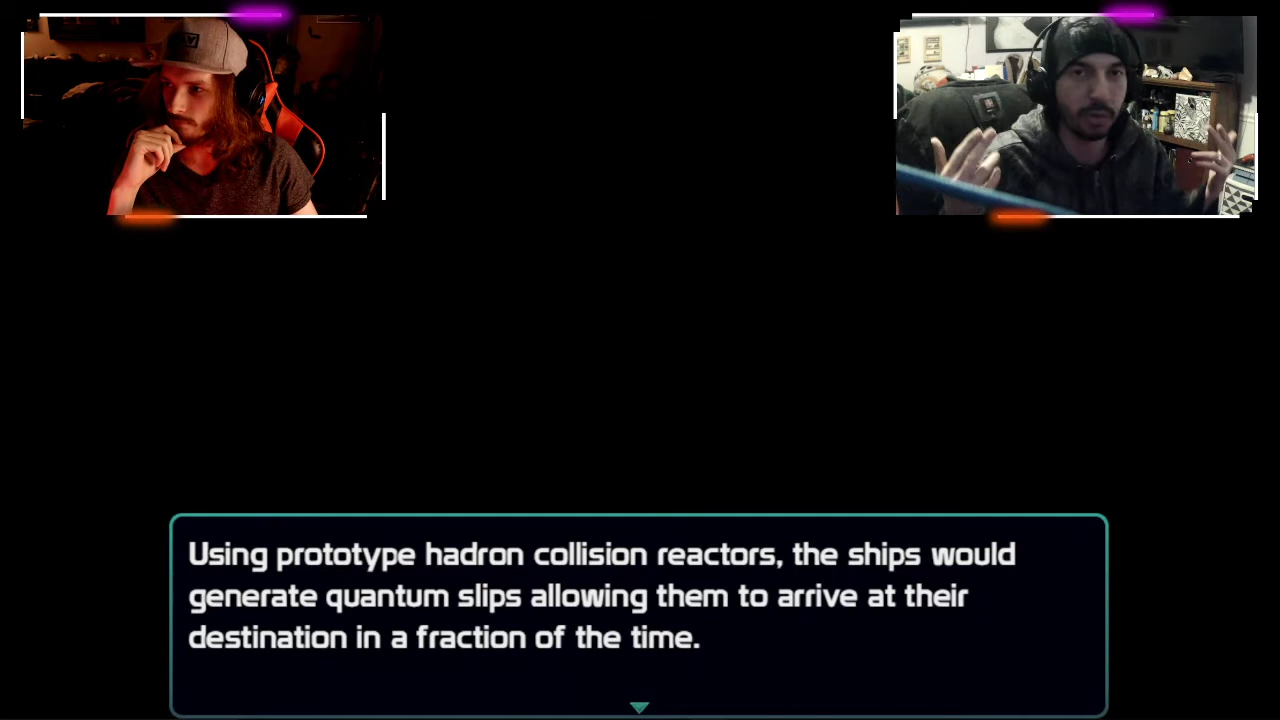 Using prototype hadron collision reactors, the ships would
generate quantum slips allowing them to arrive at their
destination in a fraction of the time.